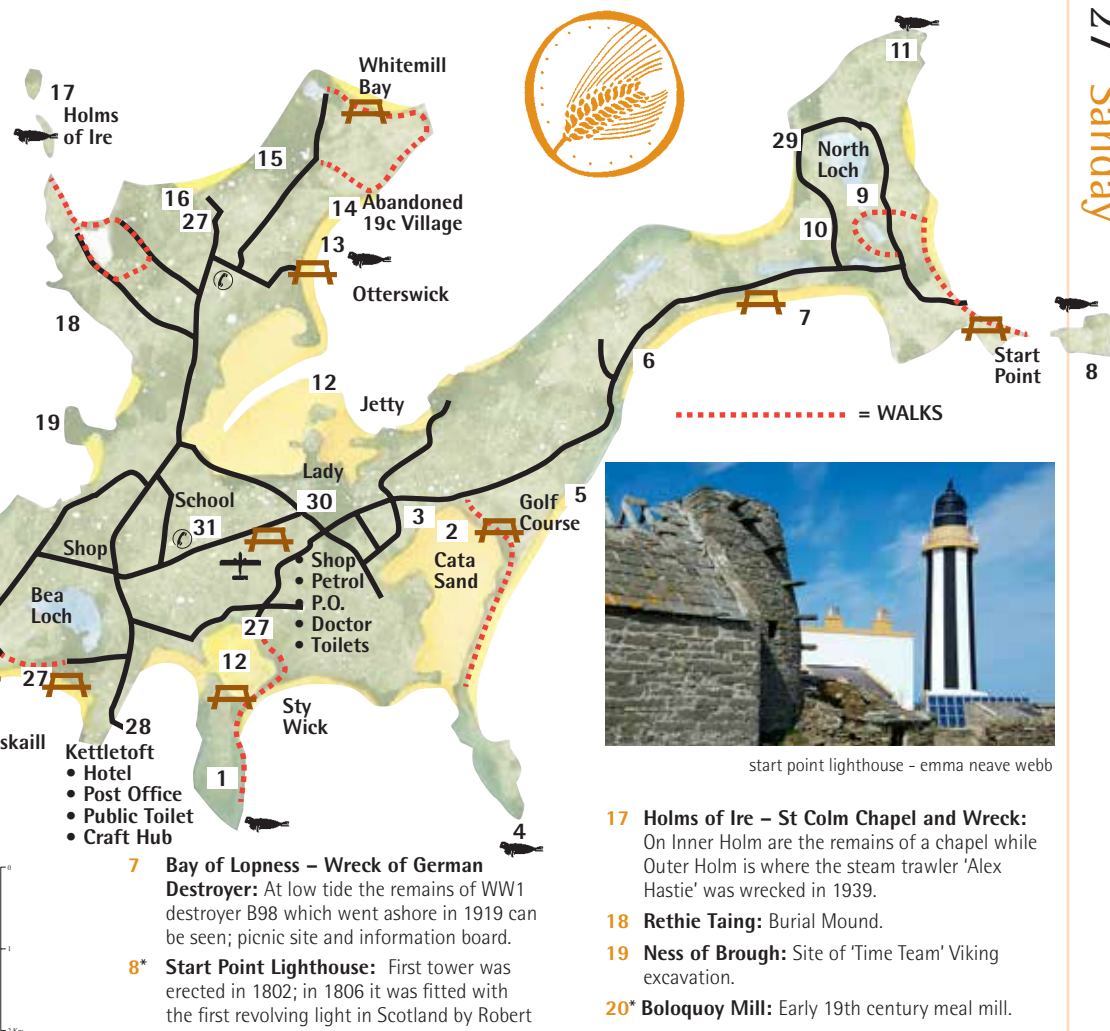 27 Sanday
11
17
Holms
of Ire
Whitemill
Bay
15
29
North
Loch
16
27
14 Abandoned
19c Village
9
10
13
Otterswick
18
7
6
Start
Point
8
12
Jetty
= WALKS
19
Lady
School
30
5
Golf
Course
3
2
31
Shop
Cata
Sand
• Shop
• Petrol
• P.O.
• Doctor
• Toilets
Bea
Loch
27
12
27
Sty
Wick
28
skaill
Kettletoft
• Hotel
• Post Office
• Public Toilet
• Craft Hub
1
4
start point lighthouse - emma neave webb
0
1
2 Km
7 Bay of Lopness – Wreck of German
Destroyer: At low tide the remains of WW1
destroyer B98 which went ashore in 1919 can
be seen; picnic site and information board.
8* Start Point Lighthouse: First tower was
erected in 1802; in 1806 it was fitted with
the first revolving light in Scotland by Robert
17 Holms of Ire – St Colm Chapel and Wreck:
On Inner Holm are the remains of a chapel while
Outer Holm is where the steam trawler 'Alex
Hastie' was wrecked in 1939.
18 Rethie Taing: Burial Mound.
19 Ness of Brough: Site of 'Time Team' Viking
excavation.
20* Boloquoy Mill: Early 19th century meal mill.